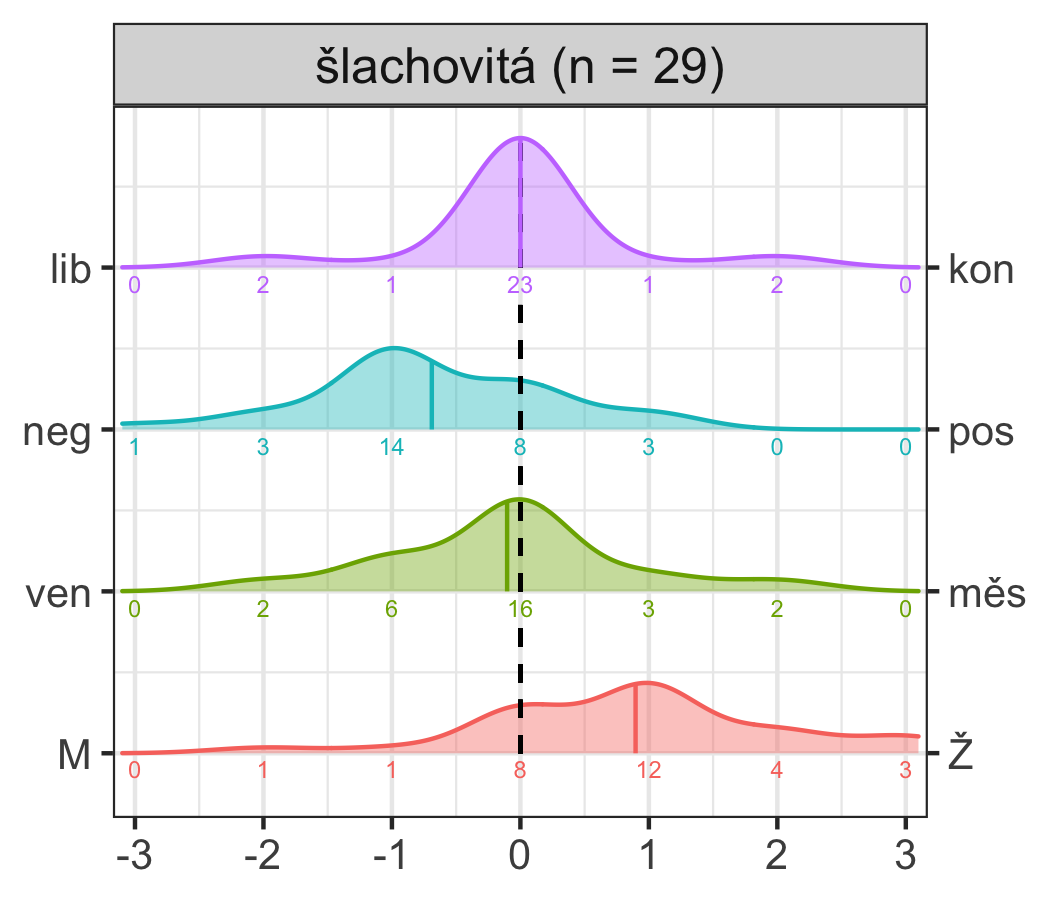 šlachovitá (n = 29)
lib kon
0 2 1 23 1 2 0
neg pos
1 3 14 8 3 0 0
ven měs
0 2 6 16 3 2 0
M Ž
0 1 1 8 12 4 3
-3 -2 -1 0 1 2 3